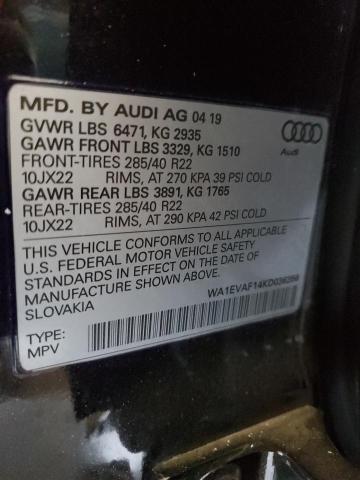 MFD. BY AUDI AG 04 19
GVWR LBS 6471, KG 2935
GAWR FRONT LBS 3329, KG 1510
FRONT-TIRES 285/40 R22
10JX22 RIMS, AT 270 KPA 39 PSI COLD
GAWR REAR LBS 3891, KG 1765
REAR-TIRES 285/40 R22
10JX22 RIMS, AT 290 KPA 42 PSI COLD
THIS VEHICLE CONFORMS TO ALL APPLICABLE
U.S. FEDERAL MOTOR VEHICLE SAFETY
STANDARDS IN EFFECT ON THE DATE OF
MANUFACTURE SHOWN ABOVE.
SLOVAKIA
TYPE:
MPV
Audi